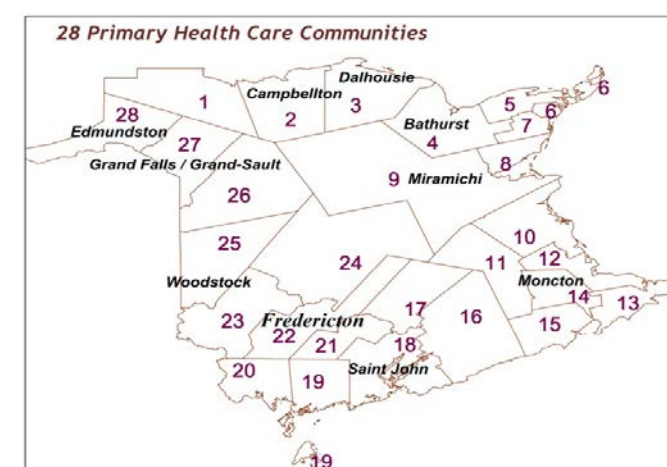 28 Primary Health Care Communities
Dalhousie
6
1
Campbellton
5
6
28
2
3
Bathurst
7
Edmundston
27
4
8
Grand Falls / Grand-Sault
9 Miramichi
26
25
10
24
11
12
Woodstock
Moncton
14
13
23
Fredericton
17
16
15
22
21
18
20
19
Saint John
19